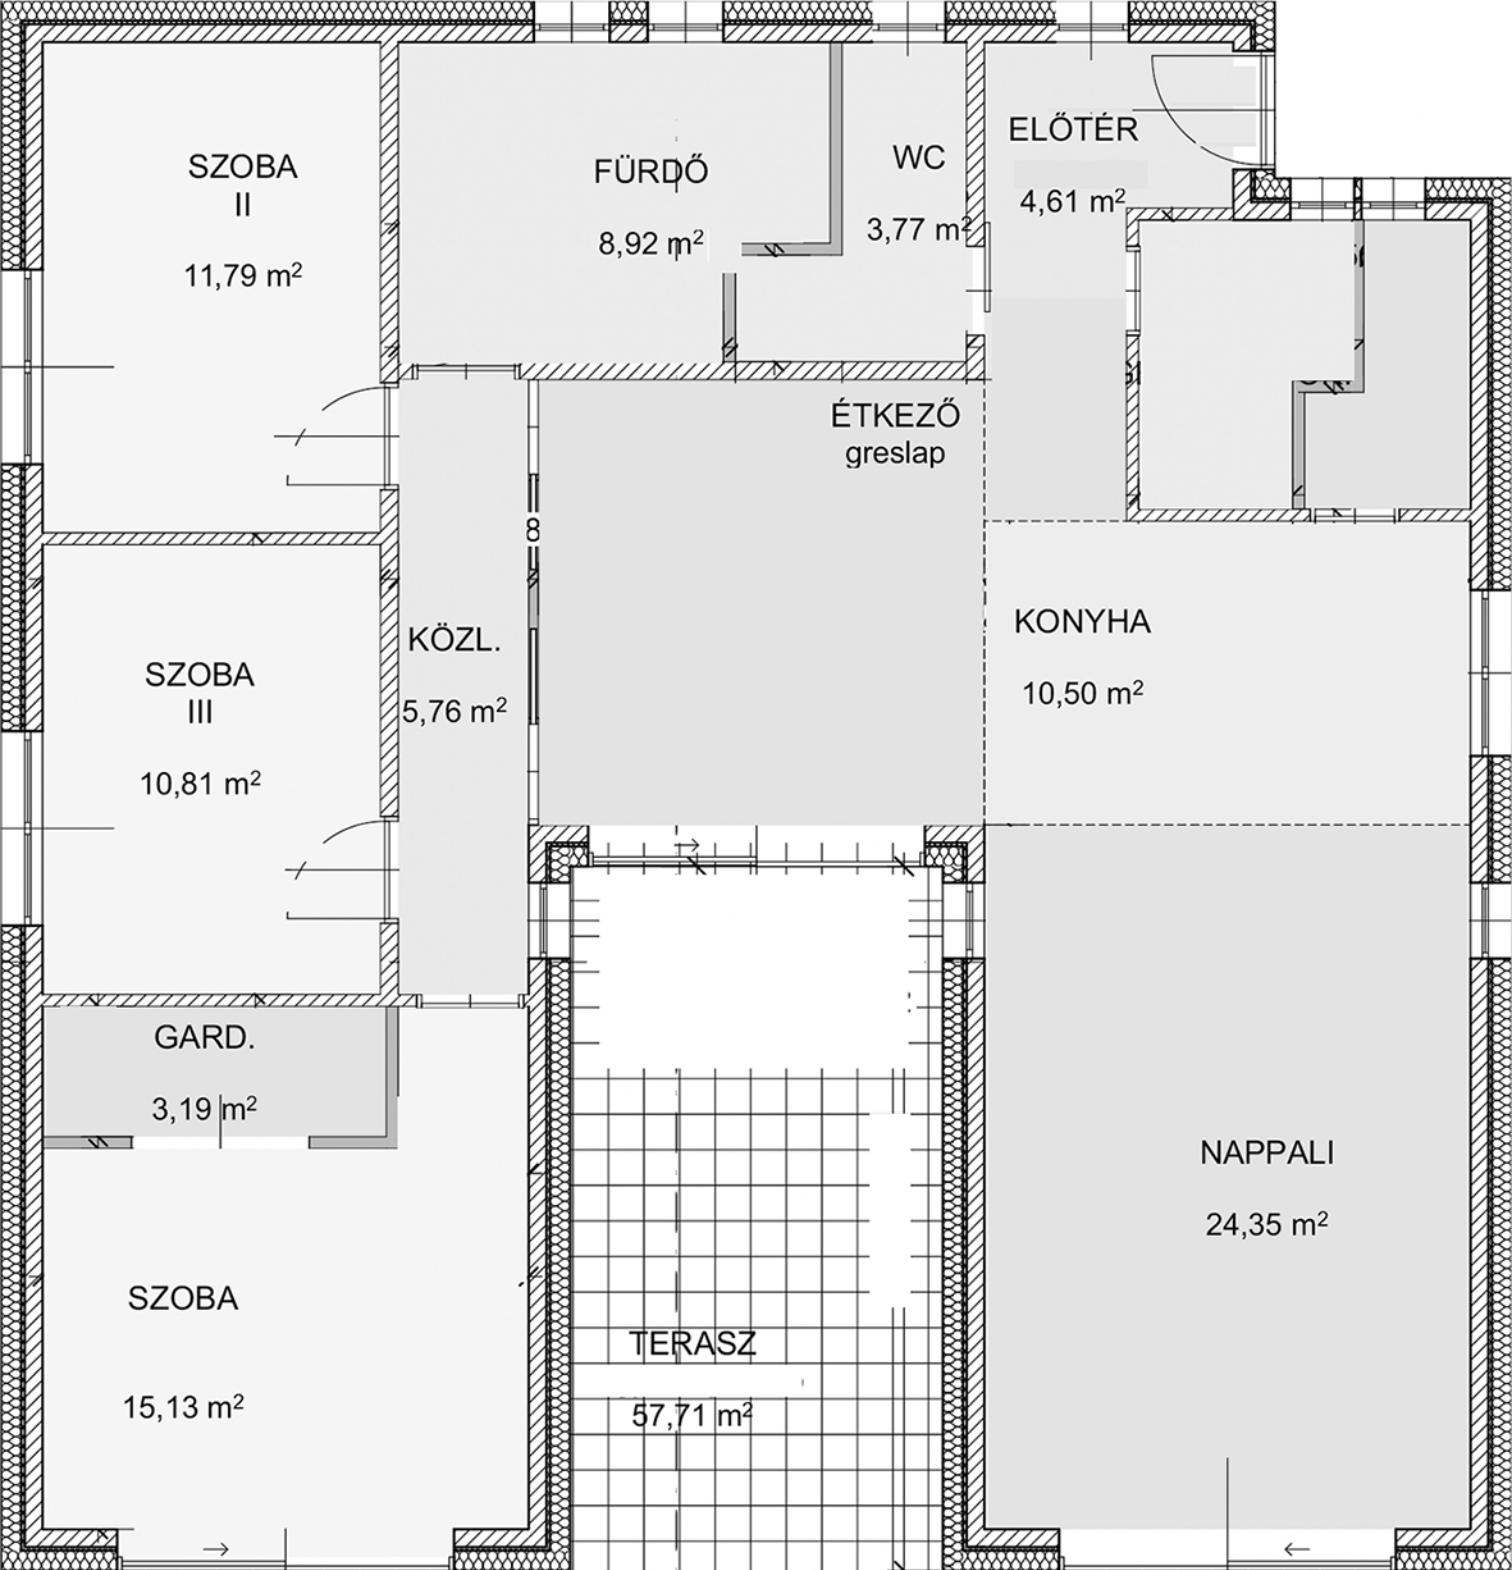 SZOBA
II
11,79 m²
FÜRDŐ
8,92 m²
WC
3,77 m²
ELŐTÉR
4,61 m²
ÉTKEZŐ
greslap
8
KÖZL.
5,76 m²
KONYHA
10,50 m²
SZOBA
III
10,81 m²
GARD.
3,19 m²
SZOBA
15,13 m²
TERASZ
57,71 m²
NAPPALI
24,35 m²